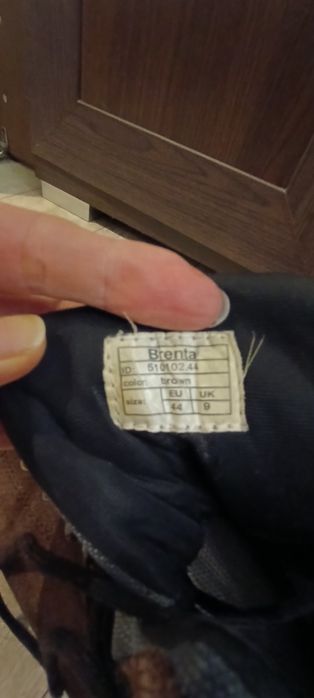 Brenta
ID: 510102.44
color: brown
size: EU UK
44 9